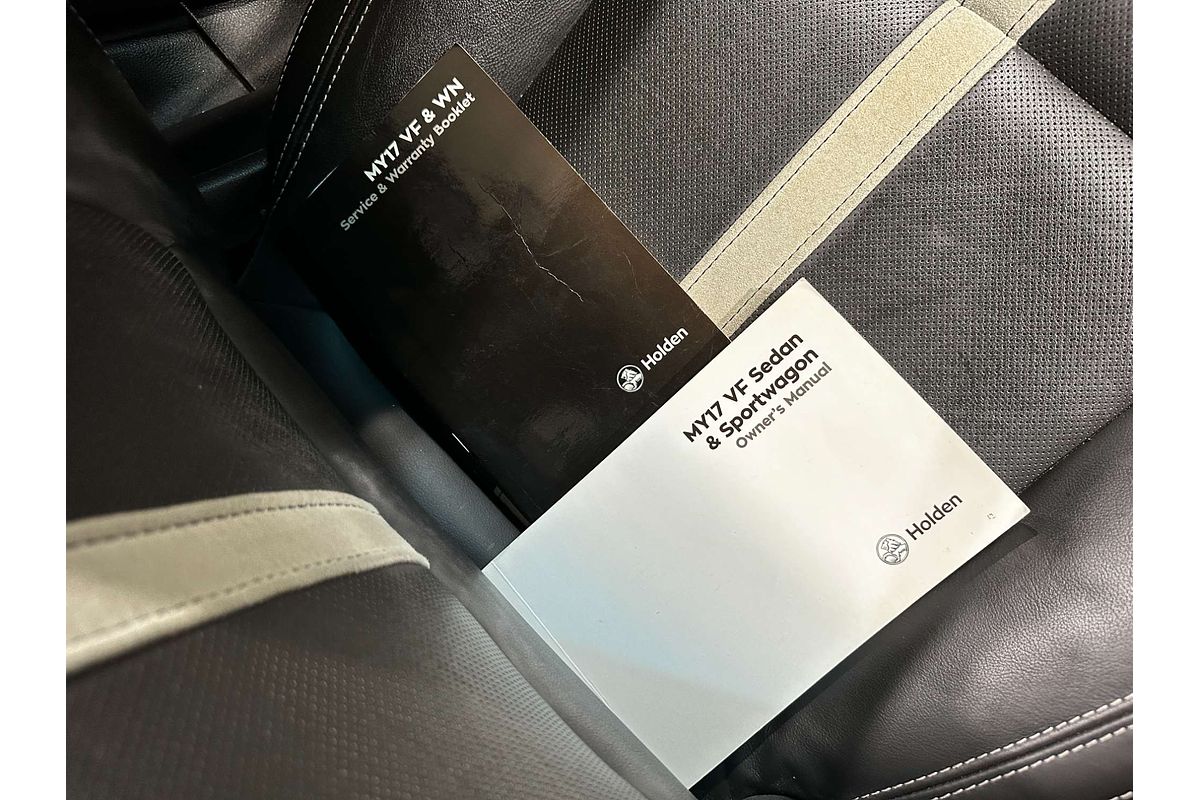 MY17 VF & WN
Service & Warranty Booklet
Holden
MY17 VF Sedan
& Sportwagon
Owner's Manual
Holden